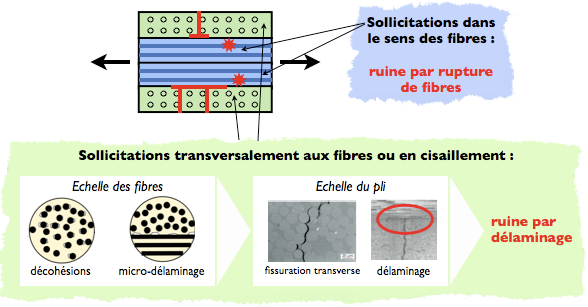 Sollicitations dans
le sens des fibres :
ruine par rupture
de fibres
Sollicitations transversalement aux fibres ou en cisaillement :
Echelle des fibres
Echelle du pli
ruine par
délaminage
décohésions
micro-délaminage
fissuration transverse
délaminage